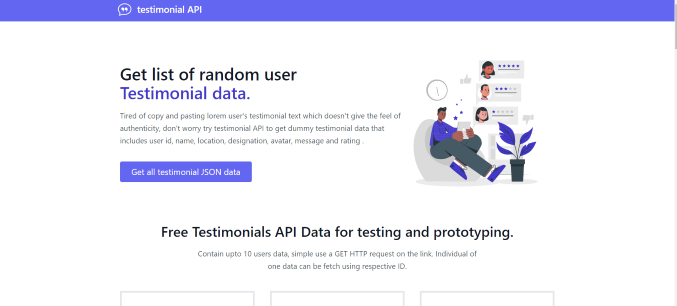 testimonial API
Get list of random user
Testimonial data.
Tired of copy and pasting lorem user's testimonial text which doesn't give the feel of
authenticity, don't worry try testimonial API to get dummy testimonial data that
includes user id, name, location, designation, avatar, message and rating .
Get all testimonial JSON data
Free Testimonials API Data for testing and prototyping.
Contain upto 10 users data, simple use a GET HTTP request on the link. Individual of
one data can be fetch using respective ID.